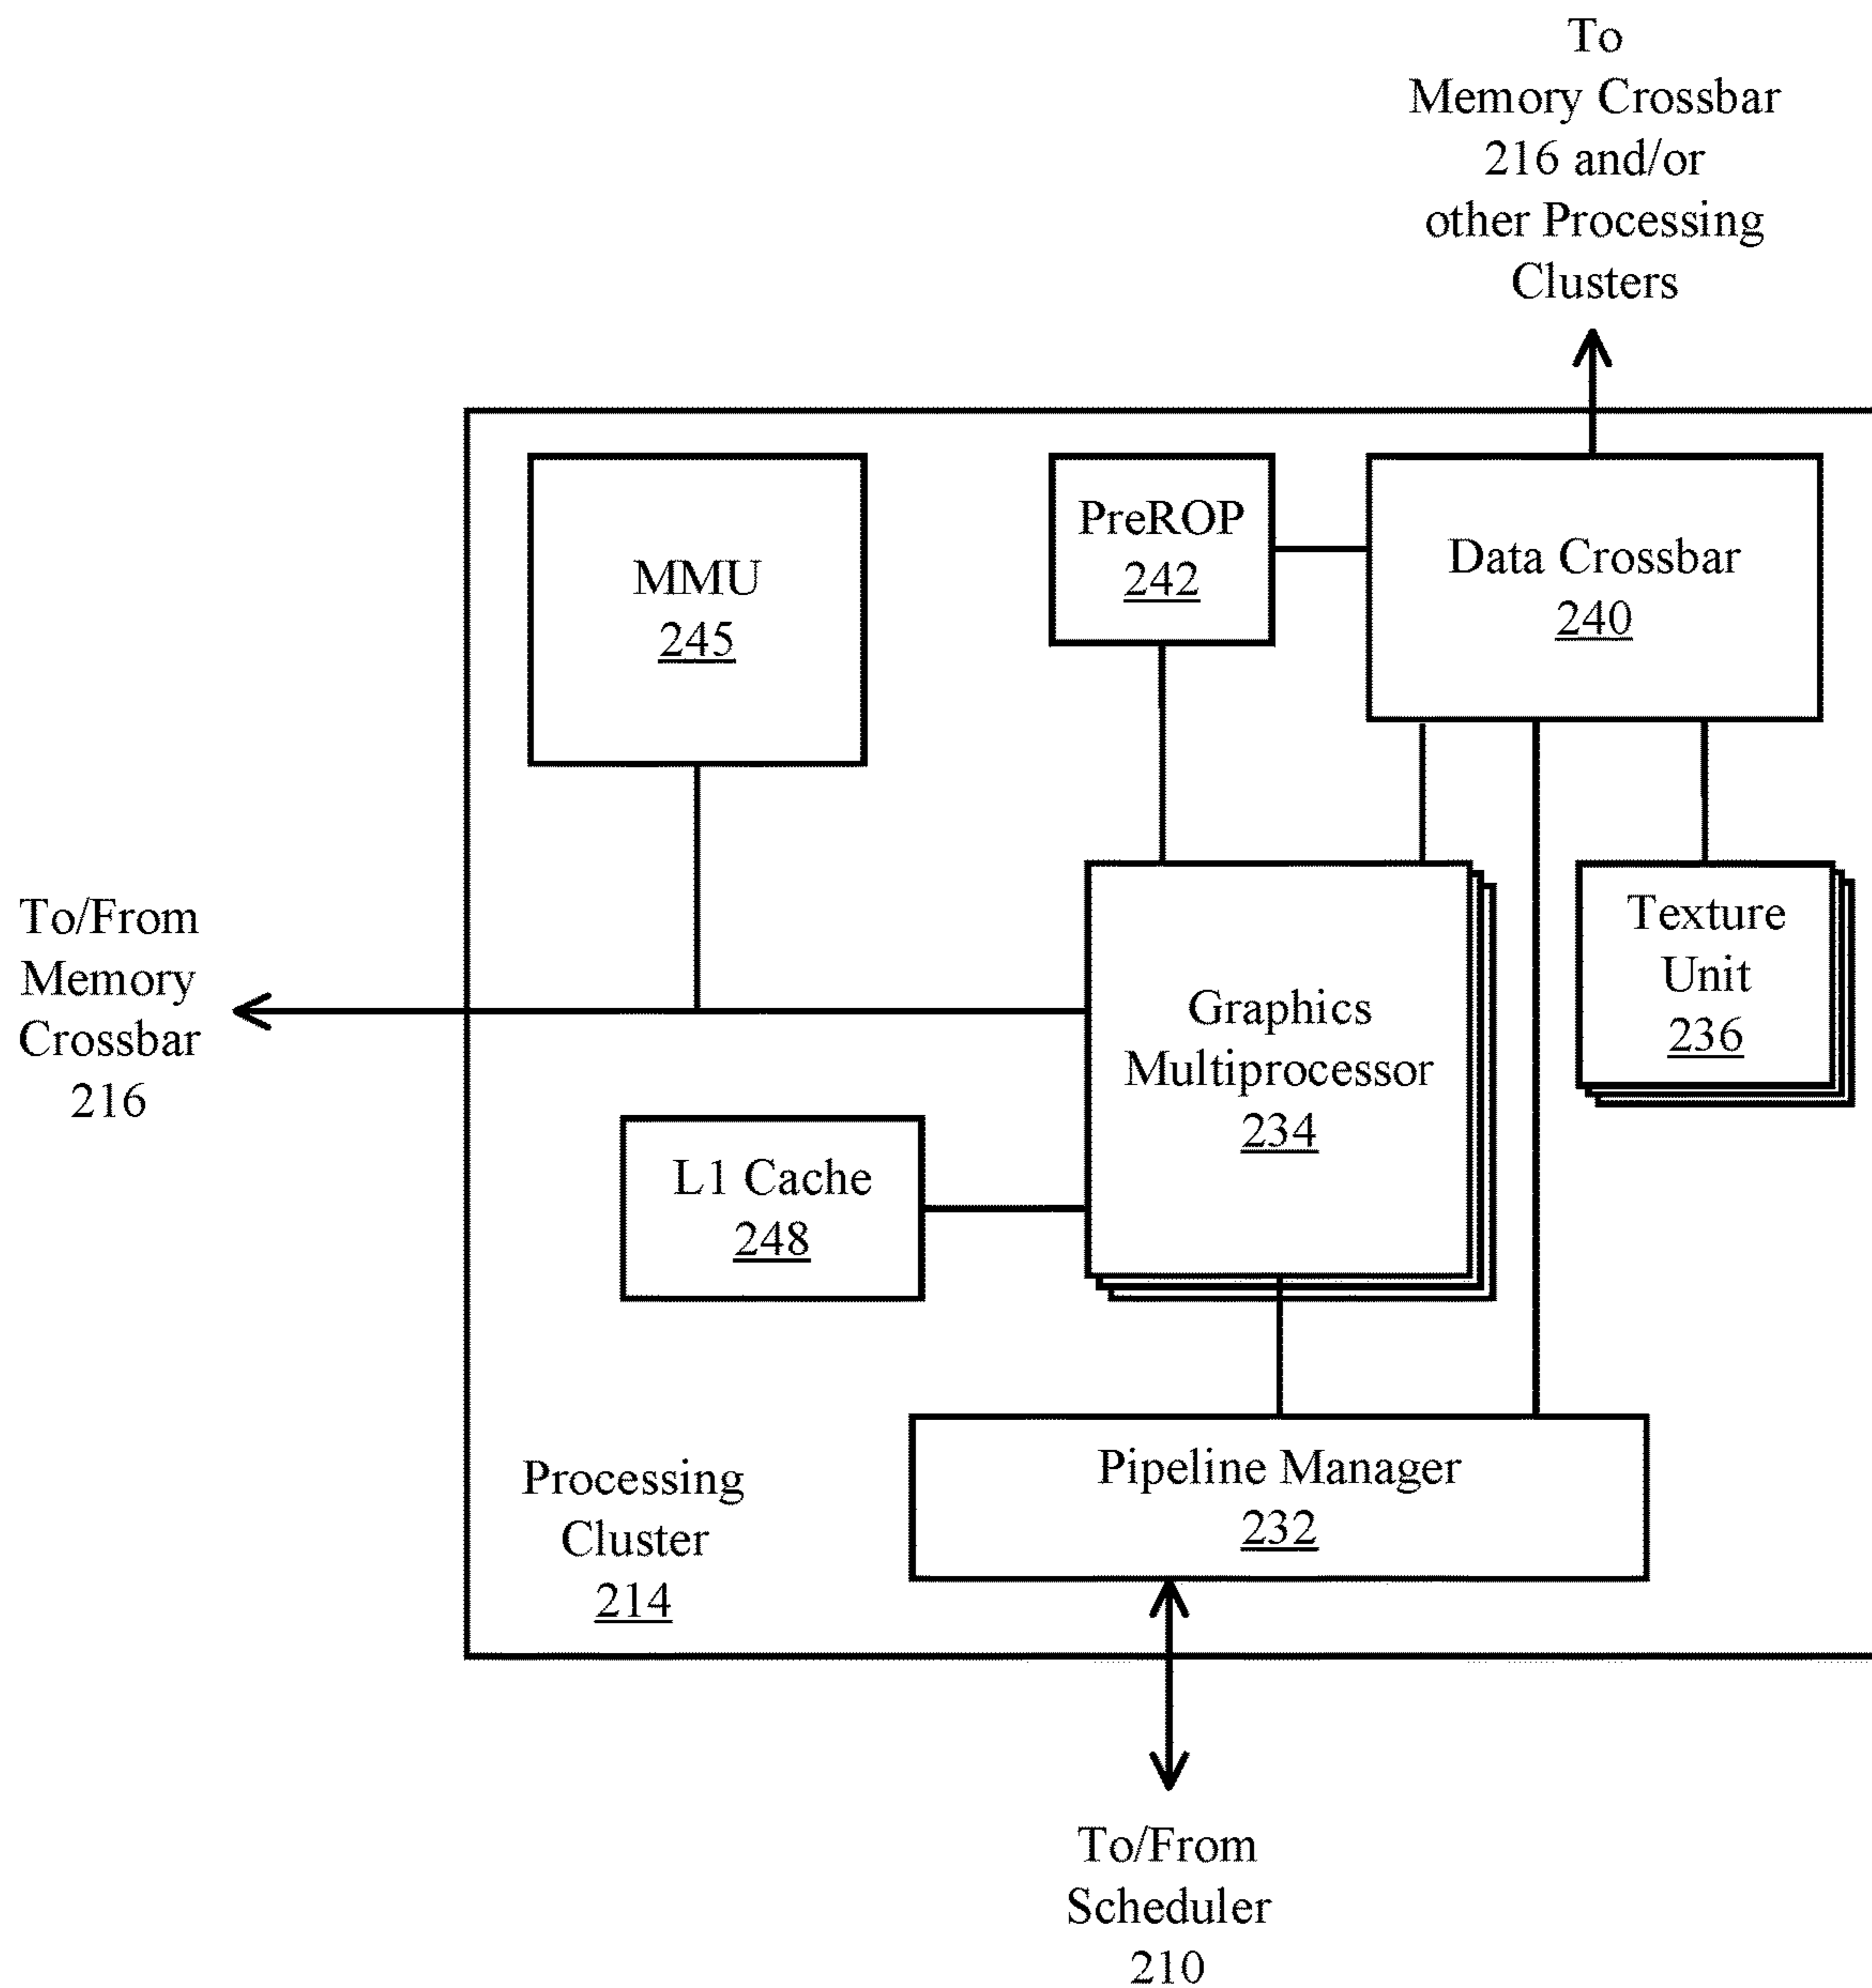 To
Memory Crossbar
216 and/or
other Processing
Clusters
MMU
245
PreROP
242
Data Crossbar
240
To/From
Memory
Crossbar
216
Graphics
Multiprocessor
234
Texture
Unit
236
L1 Cache
248
Pipeline Manager
232
Processing
Cluster
214
To/From
Scheduler
210